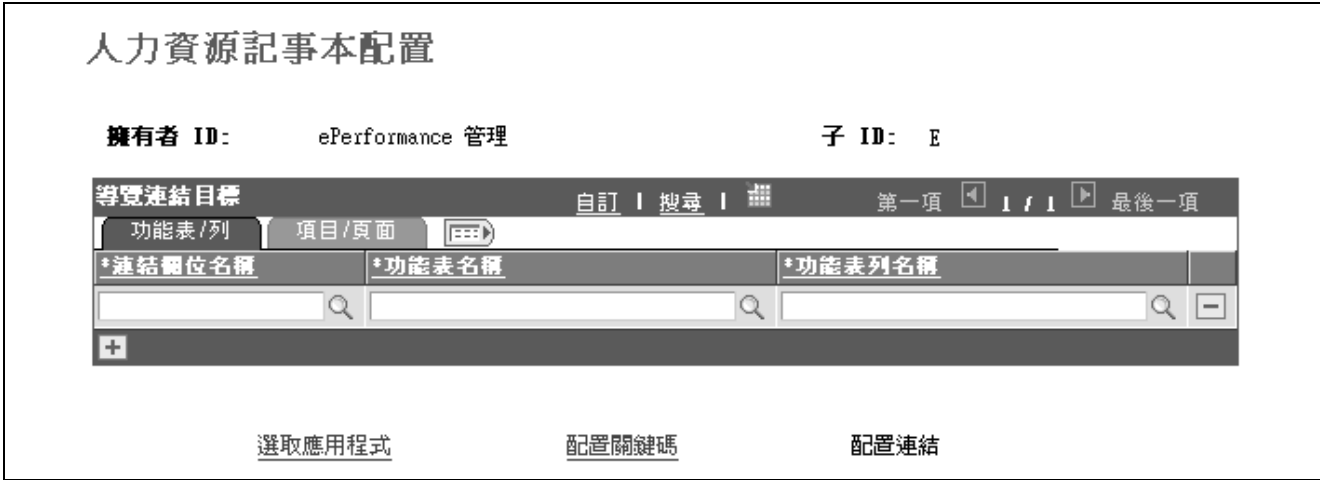 人力資源記事本配置
擁有者 ID: ePerformance 管理 子 ID: E
導覽連結目標 自訂 | 搜尋 | 第一項 1 / 1 最後一項
功能表/列 項目/頁面
*連結欄位名稱 *功能表名稱 *功能表列名稱
選取應用程式 配置關鍵碼 配置連結